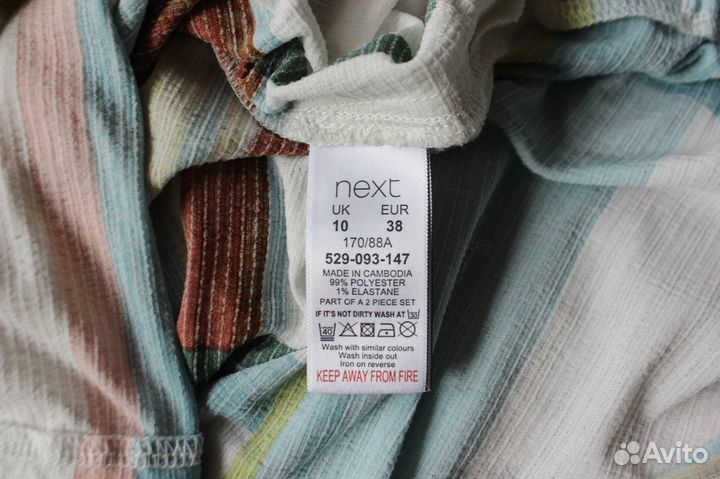 next
UK EUR
10 38
170/88A
529-093-147
MADE IN CAMBODIA
99% POLYESTER
1% ELASTANE
PART OF A 2 PIECE SET
IF IT'S NOT DIRTY WASH AT 30
40
Wash with similar colours
Wash inside out
Iron on reverse
KEEP AWAY FROM FIRE
Avito